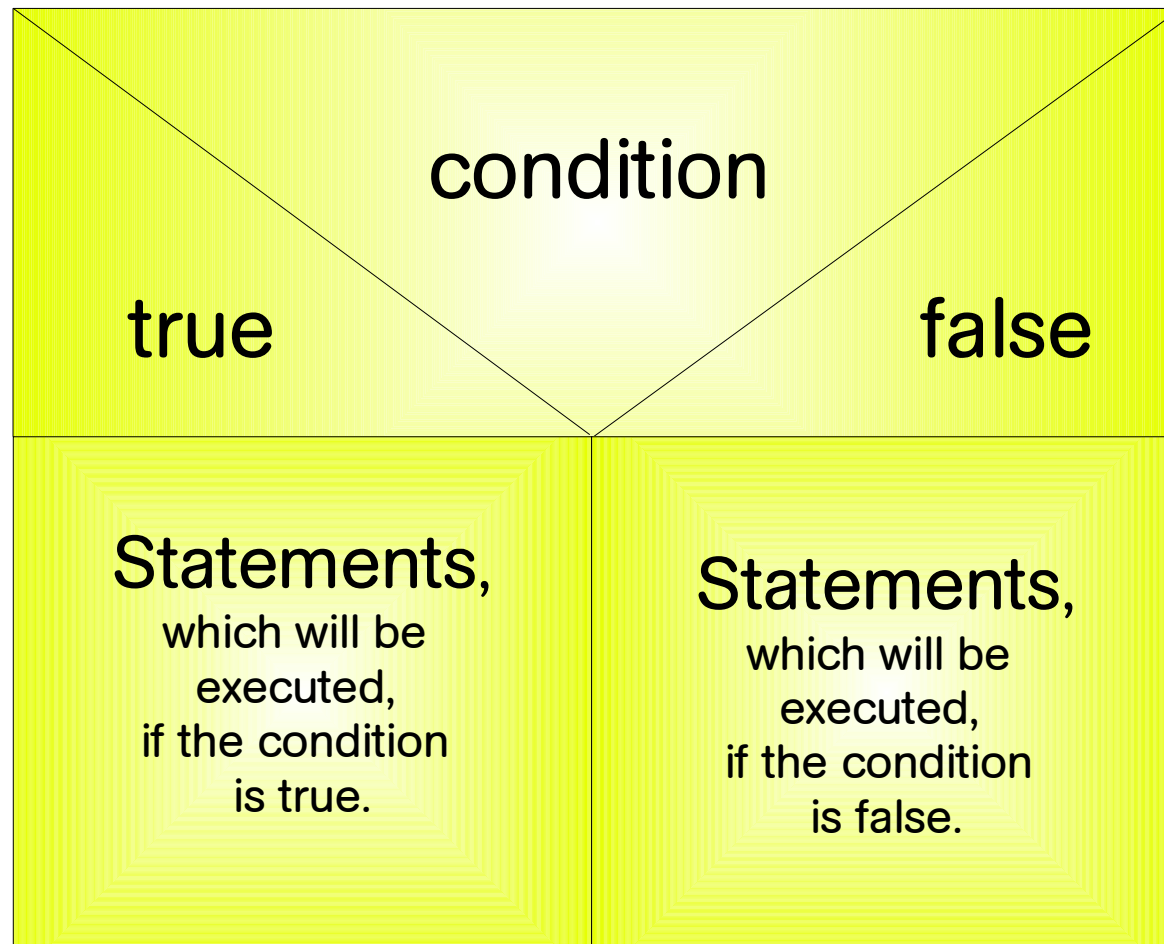 condition
true
false
Statements,
which will be
executed,
if the condition
is true.
Statements,
which will be
executed,
if the condition
is false.